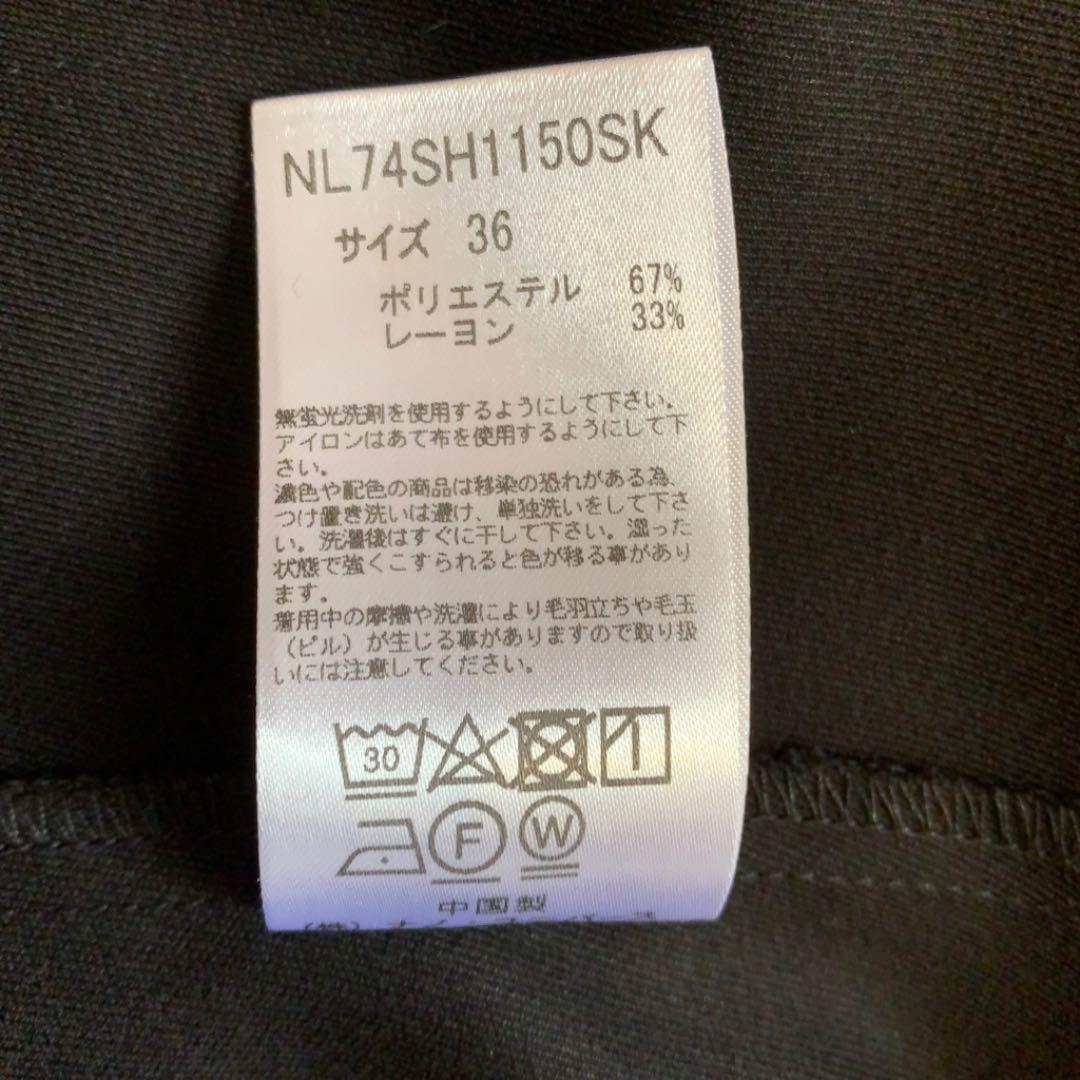 NL74SH1150SK
サイズ 36
ポリエステル 67%
レーヨン 33%
無蛍光洗剤を使用するようにして下さい。
アイロンはあて布を使用するようにして下
さい。
濃色や配色の商品は移染の恐れがある為、
つけ置き洗いは避け、単独洗いをして下さ
い。洗濯後はすぐに干して下さい。湿った
状態で強くこすられると色が移る事があり
ます。
着用中の摩擦や洗濯により毛羽立ちや毛玉
（ピル）が生じる事がありますので取り扱
いには注意してください。
30
F W
中国製